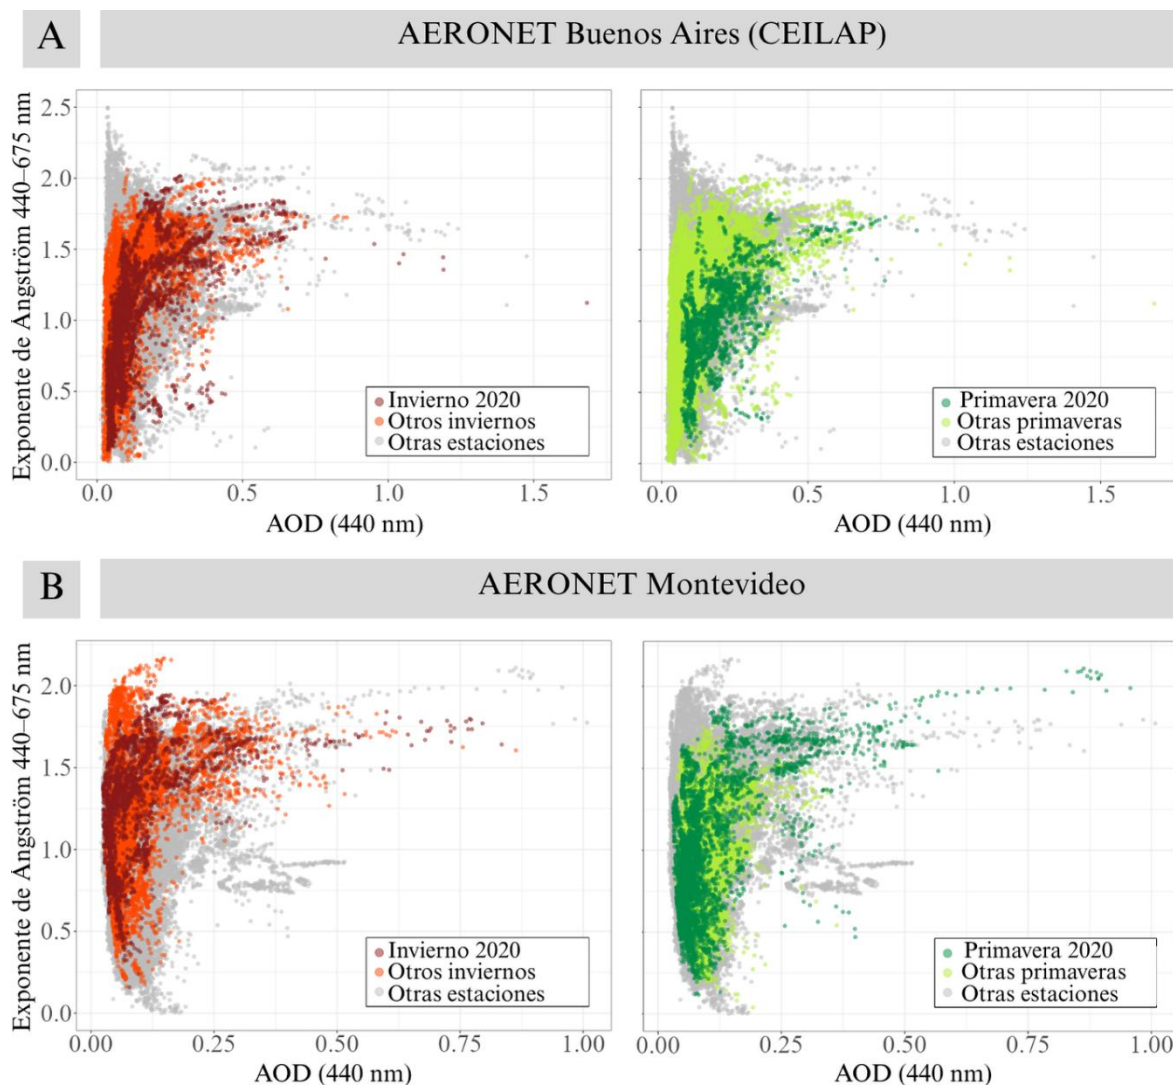 A
AERONET Buenos Aires (CEILAP)
Exponente de Ångström 440–675 nm
2.5
2.0
1.5
1.0
0.5
0.0
Invierno 2020
Otros inviernos
Otras estaciones
0.0 0.5 1.0 1.5
AOD (440 nm)
Primavera 2020
Otras primaveras
Otras estaciones
0.0 0.5 1.0 1.5
AOD (440 nm)
B
AERONET Montevideo
Exponente de Ångström 440–675 nm
2.0
1.5
1.0
0.5
0.0
Invierno 2020
Otros inviernos
Otras estaciones
0.00 0.25 0.50 0.75 1.00
AOD (440 nm)
Primavera 2020
Otras primaveras
Otras estaciones
0.00 0.25 0.50 0.75 1.00
AOD (440 nm)